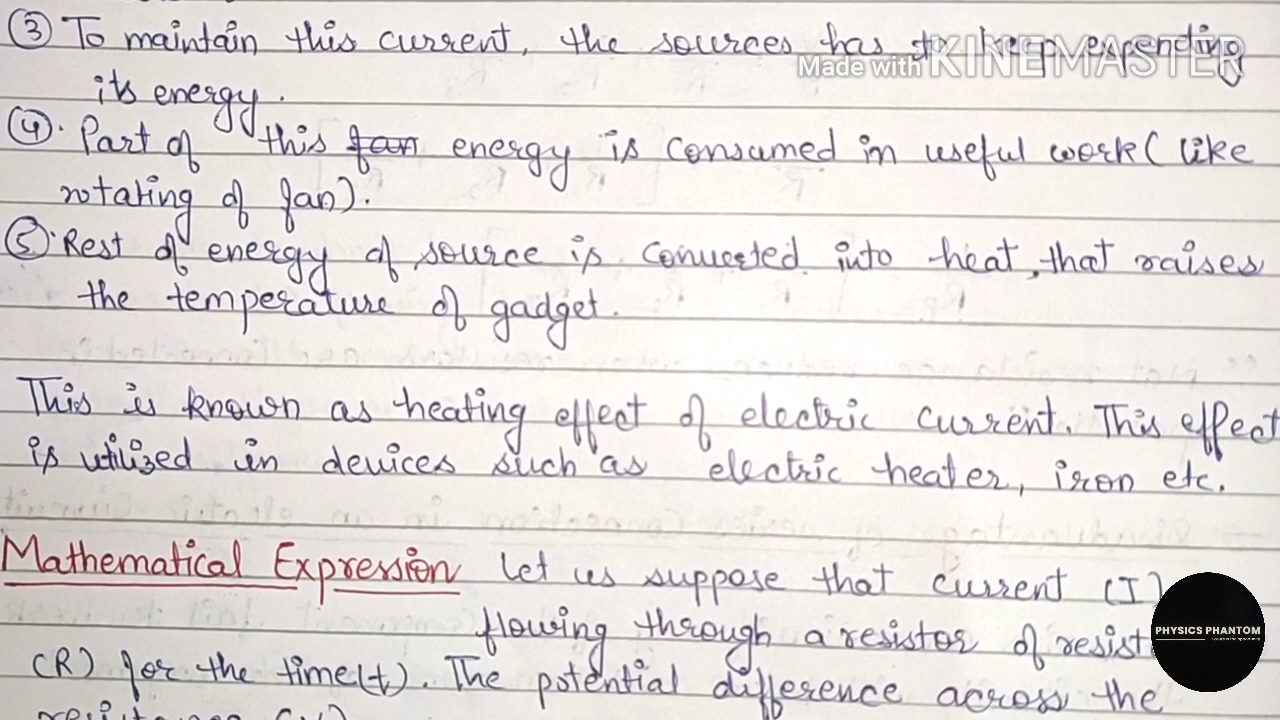 ③ To maintain this current, the sources has to keep expending
Made with KINEMASTER
its energy.
④. Part of this fan energy is consumed in useful work (like
rotating of fan).
⑤. Rest of energy of source is converted into heat, that raises
the temperature of gadget.
This is known as heating effect of electric current. This effect
is utilized in devices such as electric heater, iron etc.
Mathematical Expression let us suppose that current (I)
flowing through a resistor of resist
PHYSICS PHANTOM
(R) for the time(t). The potential difference across the